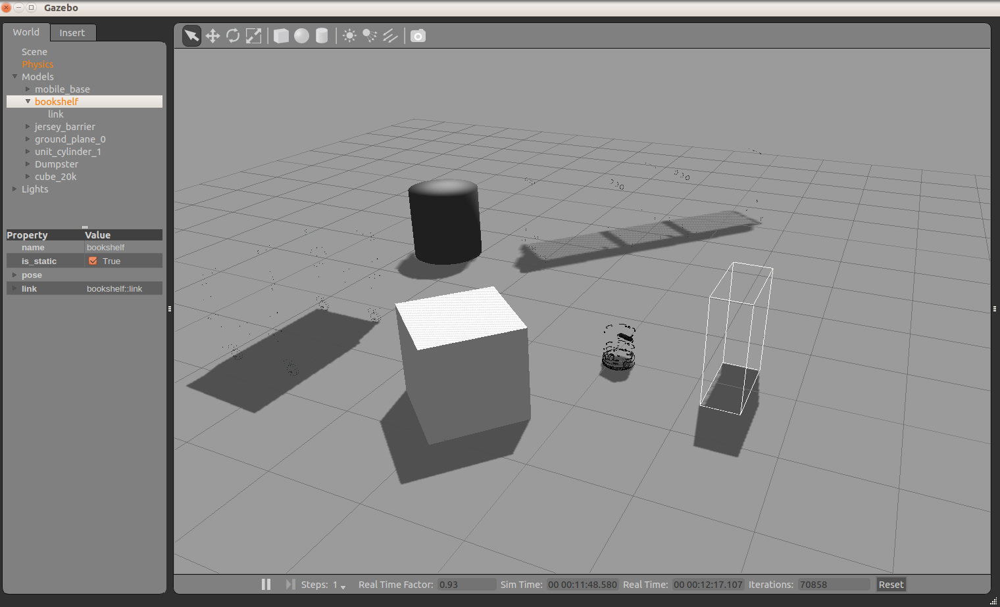 Gazebo
World Insert
Scene
Physics
Models
mobile_base
bookshelf
link
jersey_barrier
ground_plane_0
unit_cylinder_1
Dumpster
cube_20k
Lights
Property Value
name bookshelf
is_static True
pose
link bookshelf::link
Steps: 1 Real Time Factor: 0.93 Sim Time: 00 00:11:48.580 Real Time: 00 00:12:17.107 Iterations: 70858 Reset